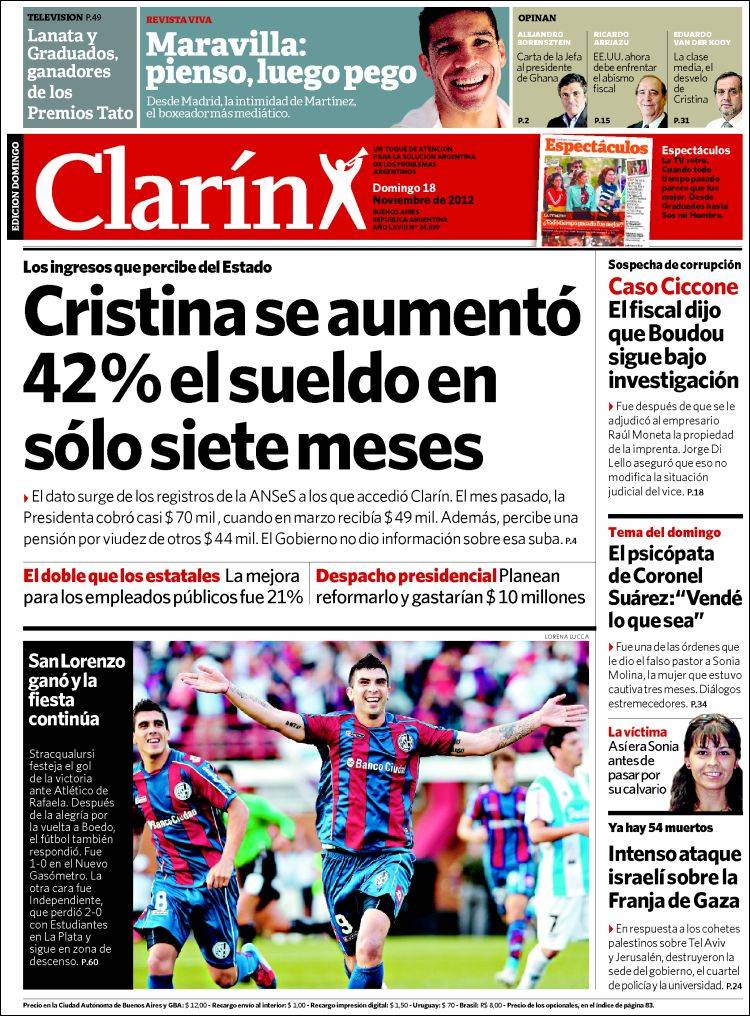 TELEVISION P.49
Lanata y
Graduados,
ganadores
de los
Premios Tato
REVISTA VIVA
Maravilla:
pienso, luego pego
Desde Madrid, la intimidad de Martínez,
el boxeador más mediático.
OPINAN
ALEJANDRO
BORENSZTEIN
Carta de la Jefa
al presidente
de Ghana
P.2
RICARDO
ARRIAZU
EE.UU. ahora
debe enfrentar
el abismo
fiscal
P.15
EDUARDO
VAN DER KOOY
La clase
media, el
desvelo
de Cristina
P.31
EDICION DOMINGO
Clarín
UN TOQUE DE ATENCIÓN
PARA LA SOLUCIÓN ARGENTINA
DE LOS PROBLEMAS
ARGENTINOS
Domingo 18
Noviembre de 2012
BUENOS AIRES
REPÚBLICA ARGENTINA
Espectáculos
¿Todo tiempo pasado fue mejor?
Espectáculos
La TV retro.
Cuando todo
tiempo pasado
parece que fue
mejor. Desde
Graduados hasta
Sos mi Hombre.
Los ingresos que percibe del Estado
Cristina se aumentó
42% el sueldo en
sólo siete meses
El dato surge de los registros de la ANSeS a los que accedió Clarín. El mes pasado, la
Presidenta cobró casi $ 70 mil , cuando en marzo recibía $ 49 mil. Además, percibe una
pensión por viudez de otros $ 44 mil. El Gobierno no dio información sobre esa suba. P.4
El doble que los estatales La mejora
para los empleados públicos fue 21%
Despacho presidencial Planean
reformarlo y gastarían $ 10 millones
LORENA LUCCA
San Lorenzo
ganó y la
fiesta
continúa
Stracqualursi
festeja el gol
de la victoria
ante Atlético de
Rafaela. Después
de la alegría por
la vuelta a Boedo,
el fútbol también
respondió. Fue
1-0 en el Nuevo
Gasómetro. La
otra cara fue
Independiente,
que perdió 2-0
con Estudiantes
en La Plata y
sigue en zona de
descenso. P.60
Banco Ciudad
Banco Ciudad
9
Sospecha de corrupción
Caso Ciccone
El fiscal dijo
que Boudou
sigue bajo
investigación
Fue después de que se le
adjudicó al empresario
Raúl Moneta la propiedad
de la imprenta. Jorge Di
Lello aseguró que eso no
modifica la situación
judicial del vice. P.18
Tema del domingo
El psicópata
de Coronel
Suárez: “Vendé
lo que sea”
Fue una de las órdenes que
le dio el falso pastor a Sonia
Molina, la mujer que estuvo
cautiva tres meses. Diálogos
estremecedores. P.34
La víctima
Así era Sonia
antes de
pasar por
su calvario
Ya hay 54 muertos
Intenso ataque
israelí sobre la
Franja de Gaza
En respuesta a los cohetes
palestinos sobre Tel Aviv
y Jerusalén, destruyeron la
sede del gobierno, el cuartel
de policía y la universidad. P.24
Precio en la Ciudad Autónoma de Buenos Aires y GBA: $ 12,00 - Recargo envío al interior: $ 1,00 - Recargo impresión digital: $ 1,50 - Uruguay: $ 70 - Brasil: R$ 8,00 - Precio de los opcionales, en el índice de página 83.